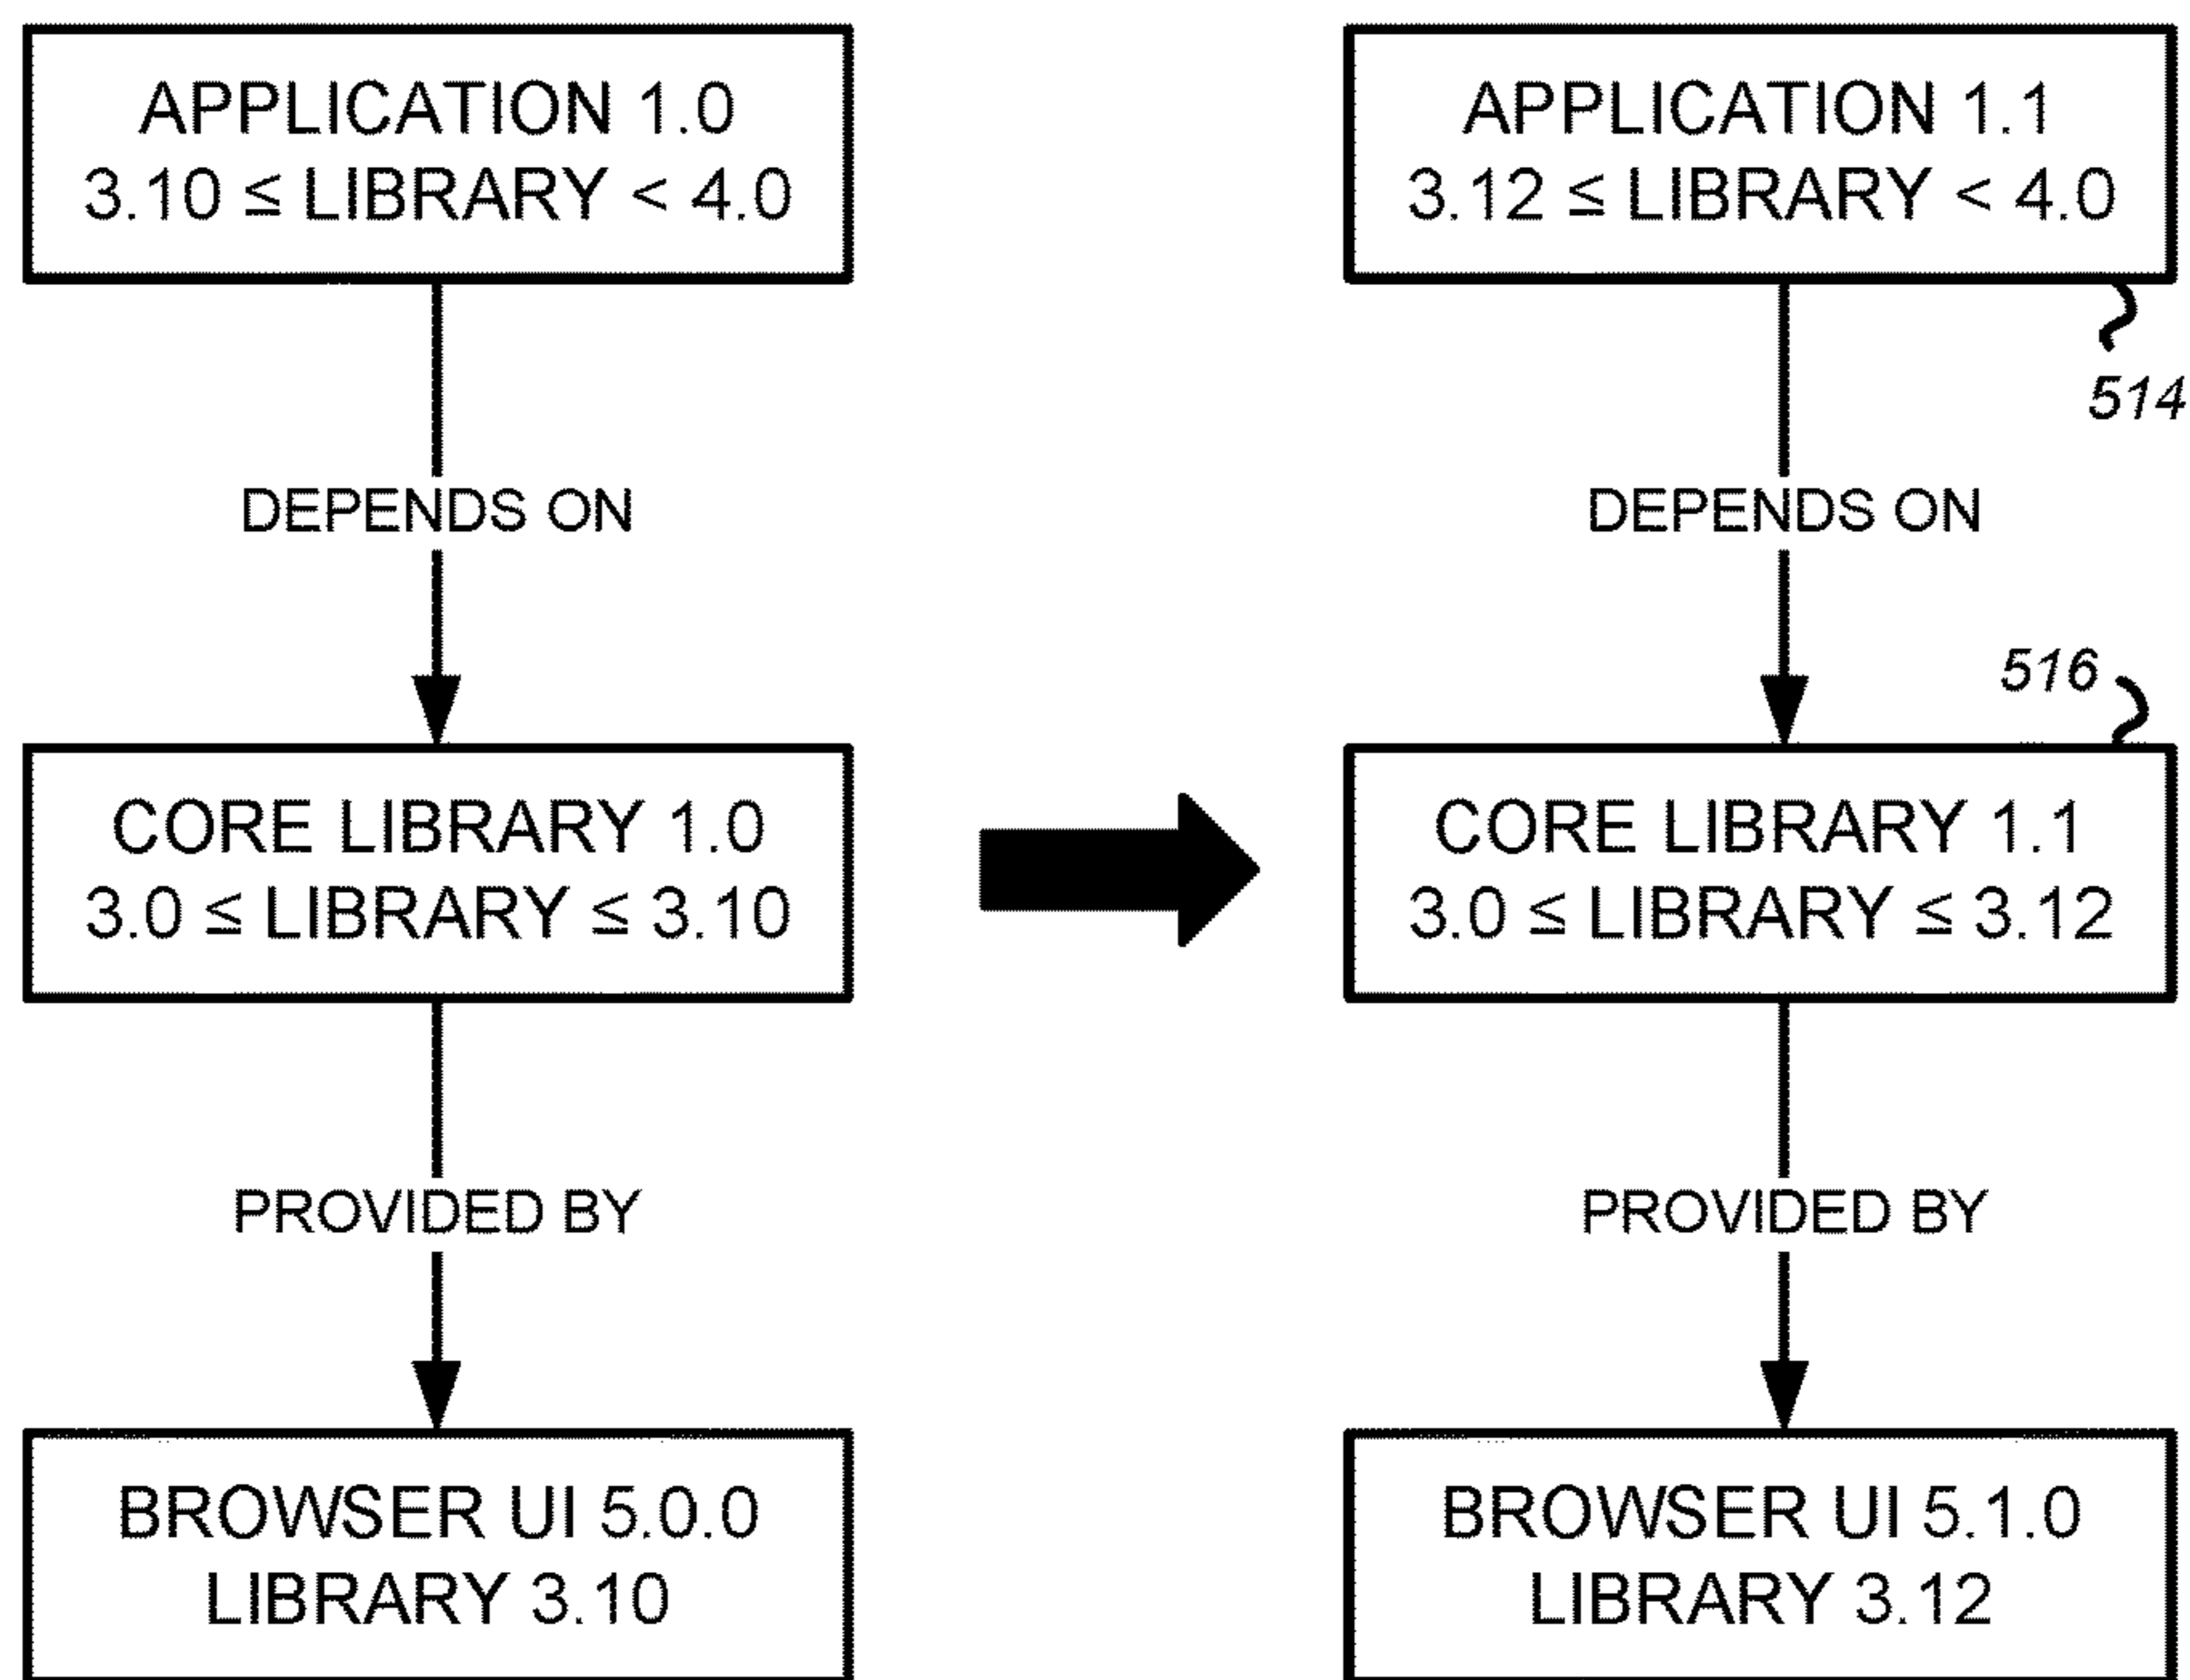 APPLICATION 1.0
3.10 ≤ LIBRARY < 4.0
DEPENDS ON
CORE LIBRARY 1.0
3.0 ≤ LIBRARY ≤ 3.10
PROVIDED BY
BROWSER UI 5.0.0
LIBRARY 3.10
APPLICATION 1.1
3.12 ≤ LIBRARY < 4.0
514
DEPENDS ON
516
CORE LIBRARY 1.1
3.0 ≤ LIBRARY ≤ 3.12
PROVIDED BY
BROWSER UI 5.1.0
LIBRARY 3.12